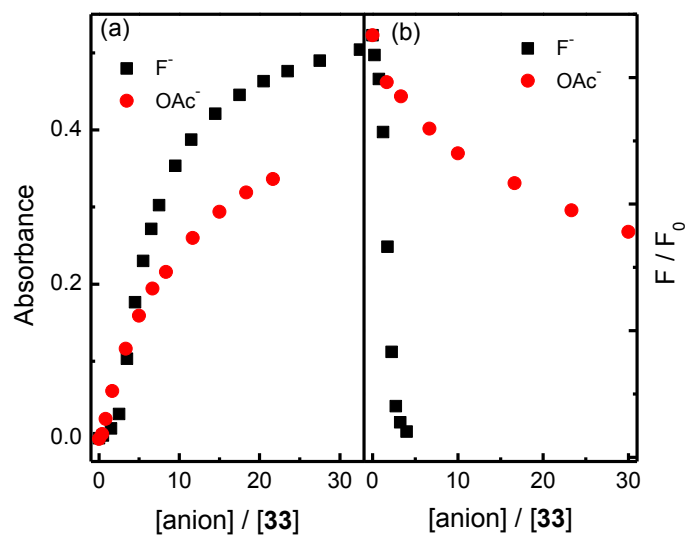 (a)
F⁻
OAc⁻
(b)
F⁻
OAc⁻
Absorbance
0.4
0.2
0.0
F / F₀
0 10 20 30
0 10 20 30
[anion] / [33]
[anion] / [33]